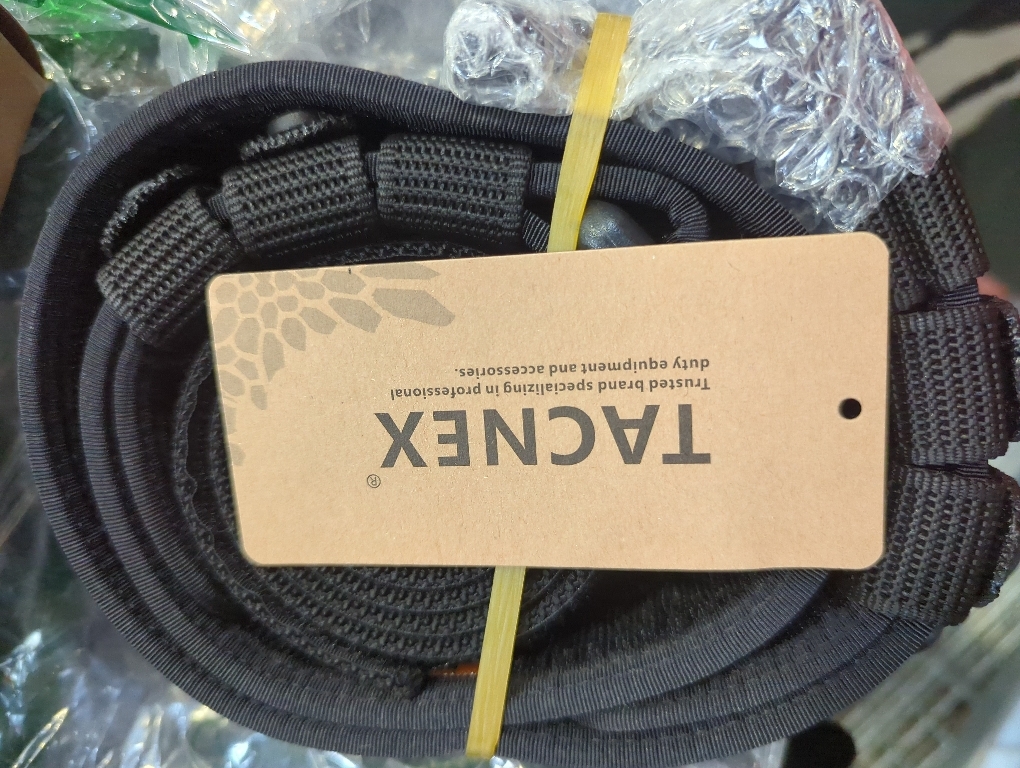 TACNEX®
Trusted brand specializing in professional
duty equipment and accessories.